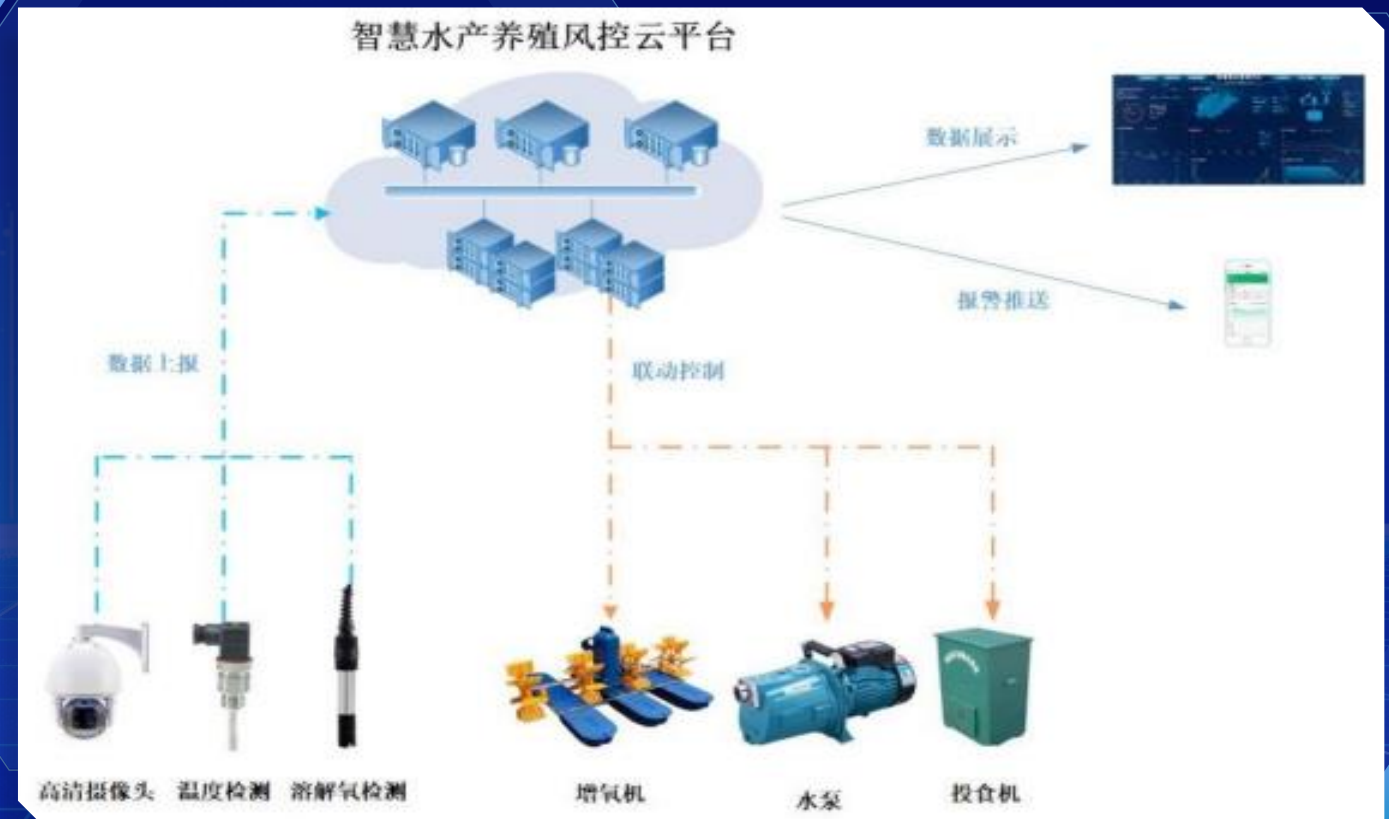 智慧水产养殖风控云平台
数据展示
报警推送
数据上报
联动控制
高清摄像头
温度检测
溶解氧检测
增氧机
水泵
投食机